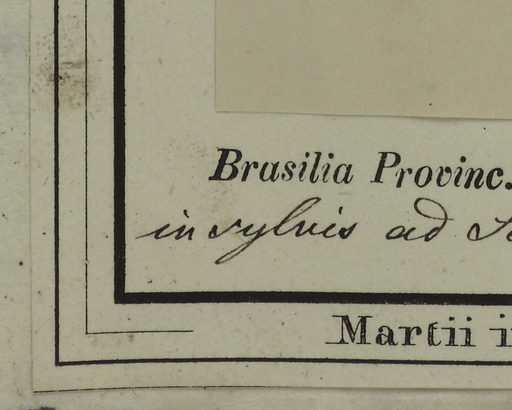 Brasilia Provinc.
in sylvis ad
Martii